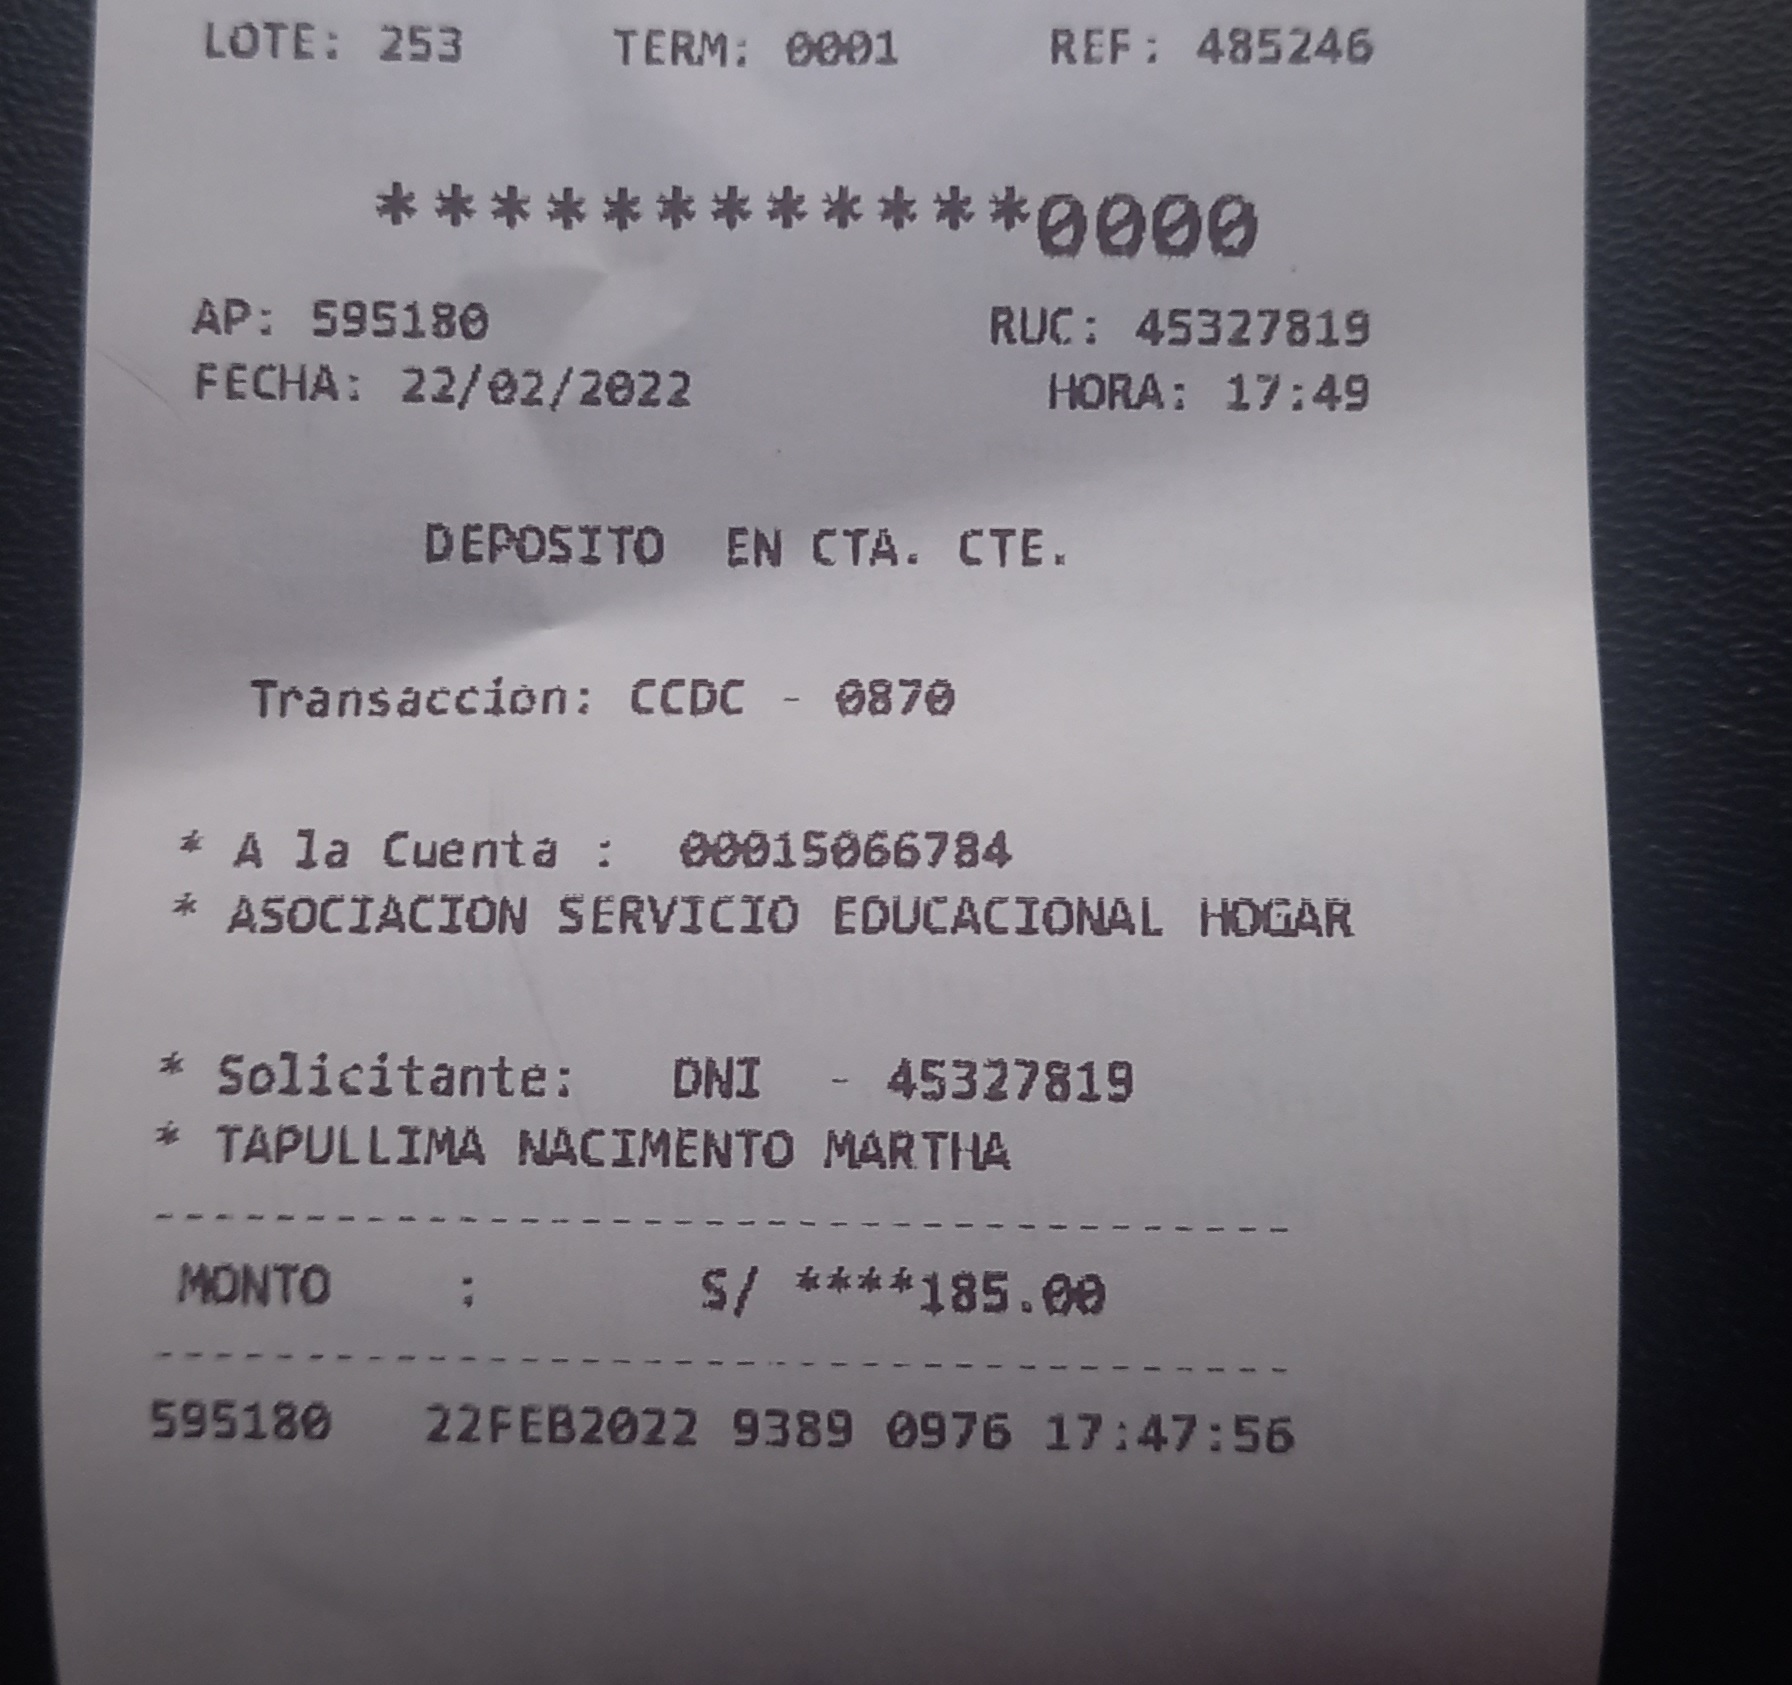 LOTE: 253 TERM: 0001 REF: 485246
************0000
AP: 595180 RUC: 45327819
FECHA: 22/02/2022 HORA: 17:49
DEPOSITO EN CTA. CTE.
Transaccion: CCDC - 0870
* A la Cuenta : 00015066784
* ASOCIACION SERVICIO EDUCACIONAL HOGAR
* Solicitante: DNI - 45327819
* TAPULLIMA NACIMENTO MARTHA
--------------------------------------
MONTO : S/ ****185.00
--------------------------------------
595180 22FEB2022 9389 0976 17:47:56